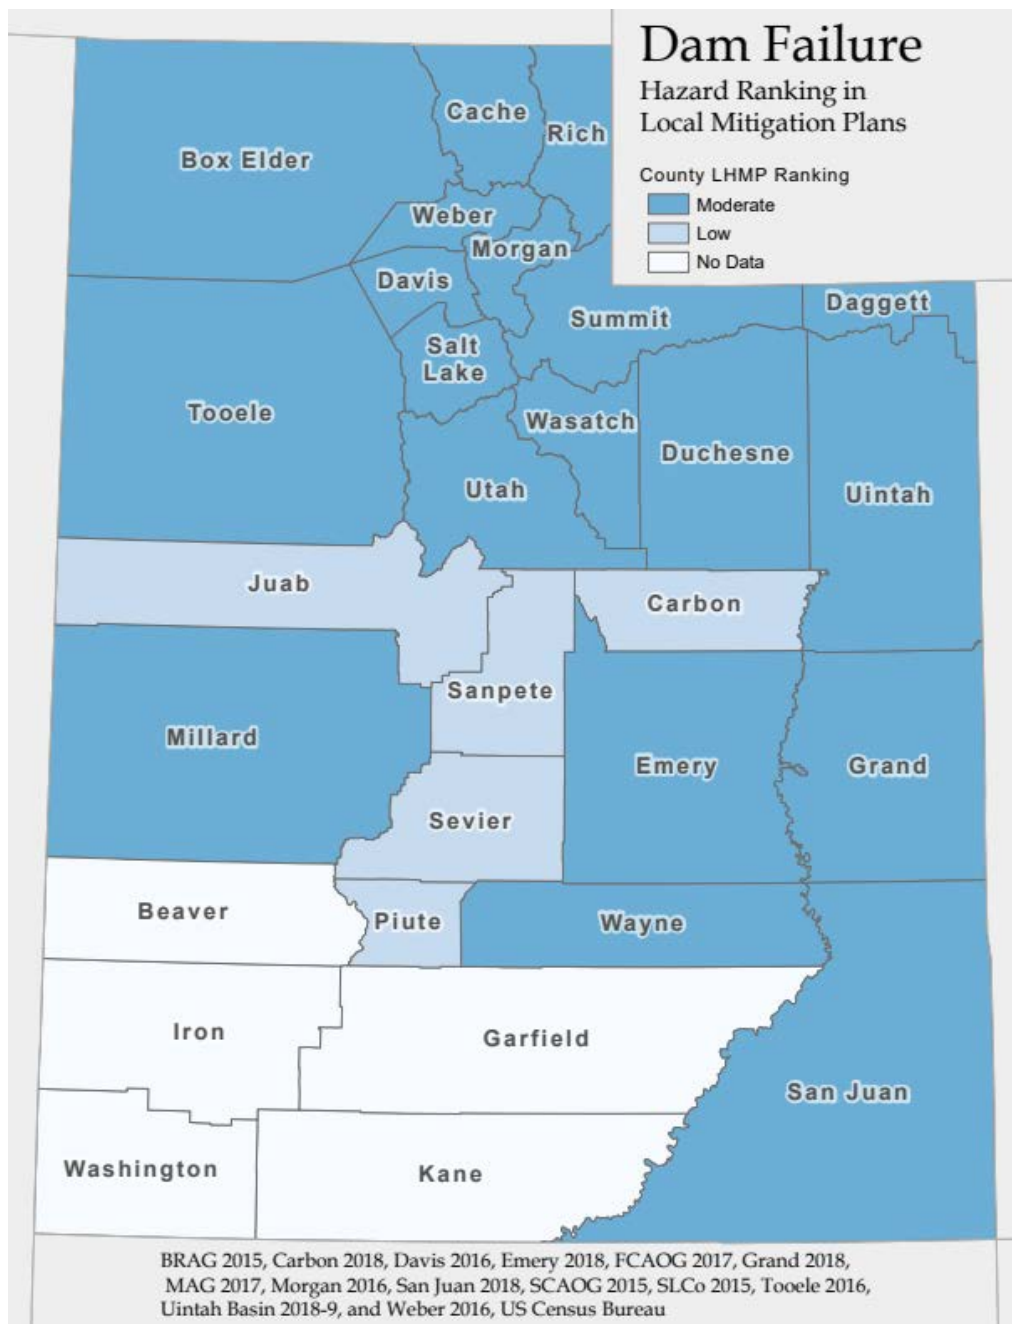 Dam Failure
Hazard Ranking in
Local Mitigation Plans
County LHMP Ranking
Moderate
Low
No Data
Cache
Rich
Box Elder
Weber
Morgan
Davis
Daggett
Summit
Salt
Lake
Tooele
Wasatch
Duchesne
Utah
Uintah
Juab
Carbon
Sanpete
Millard
Emery
Grand
Sevier
Beaver
Piute
Wayne
Iron
Garfield
San Juan
Washington
Kane
BRAG 2015, Carbon 2018, Davis 2016, Emery 2018, FCAOG 2017, Grand 2018,
MAG 2017, Morgan 2016, San Juan 2018, SCAOG 2015, SLCo 2015, Tooele 2016,
Uintah Basin 2018-9, and Weber 2016, US Census Bureau